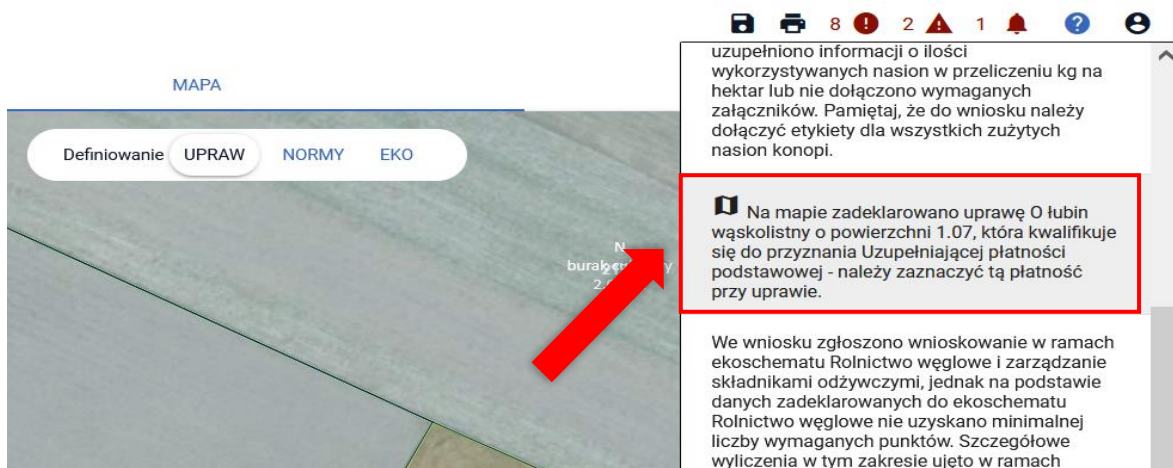 8 2 1
uzupełniono informacji o ilości
wykorzystywanych nasion w przeliczeniu kg na
hektar lub nie dołączono wymaganych
załączników. Pamiętaj, że do wniosku należy
dołączyć etykiety dla wszystkich zużytych
nasion konopi.
MAPA
Definiowanie UPRAW NORMY EKO
N
burak
Na mapie zadeklarowano uprawę O łubin
wąskolistny o powierzchni 1.07, która kwalifikuje
się do przyznania Uzupełniającej płatności
podstawowej - należy zaznaczyć tą płatność
przy uprawie.
We wniosku zgłoszono wnioskowanie w ramach
ekoschematu Rolnictwo węglowe i zarządzanie
składnikami odżywczymi, jednak na podstawie
danych zadeklarowanych do ekoschematu
Rolnictwo węglowe nie uzyskano minimalnej
liczby wymaganych punktów. Szczegółowe
wyliczenia w tym zakresie ujęto w ramach